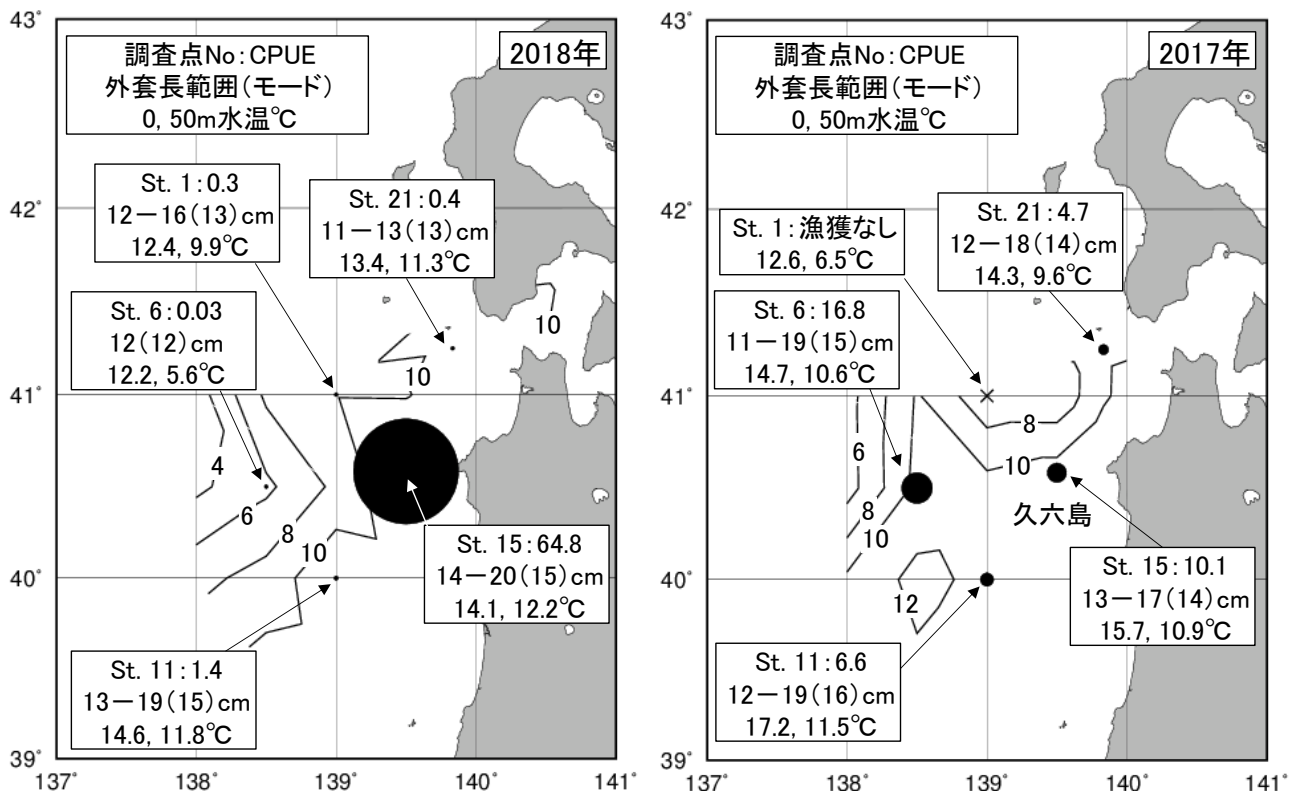 43°
42°
41°
40°
39°
137°
138°
139°
140°
141°
2018年
調査点No：CPUE
外套長範囲（モード）
0, 50m水温℃
St. 1：0.3
12－16（13）cm
12.4, 9.9℃
St. 21：0.4
11－13（13）cm
13.4, 11.3℃
St. 6：0.03
12（12）cm
12.2, 5.6℃
10
10
4
6
8
10
St. 15：64.8
14－20（15）cm
14.1, 12.2℃
St. 11：1.4
13－19（15）cm
14.6, 11.8℃
43°
42°
41°
40°
39°
137°
138°
139°
140°
141°
2017年
調査点No：CPUE
外套長範囲（モード）
0, 50m水温℃
St. 1：漁獲なし
12.6, 6.5℃
St. 21：4.7
12－18（14）cm
14.3, 9.6℃
St. 6：16.8
11－19（15）cm
14.7, 10.6℃
8
6
10
8
10
久六島
12
St. 15：10.1
13－17（14）cm
15.7, 10.9℃
St. 11：6.6
12－19（16）cm
17.2, 11.5℃